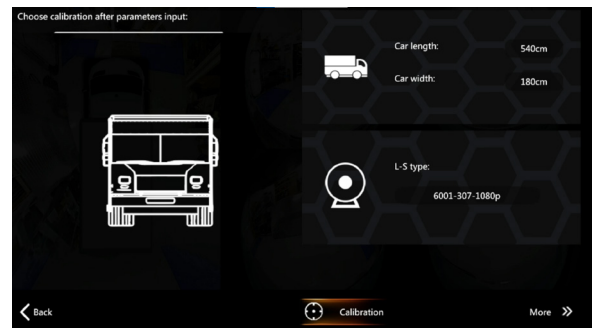 Choose calibration after parameters input:
Car length:
540cm
Car width:
180cm
L-S type:
6001-307-1080p
Back
Calibration
More